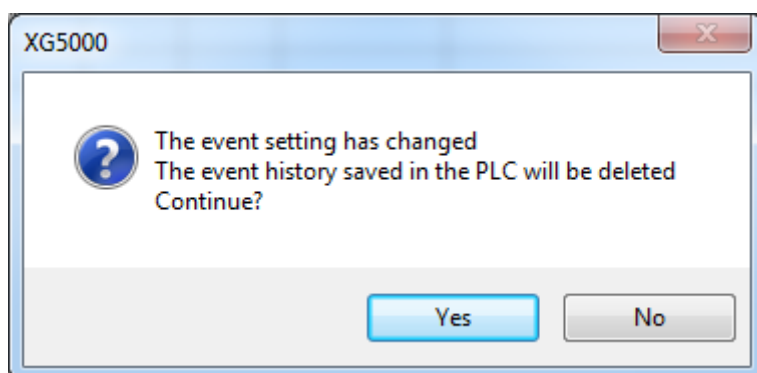 XG5000
The event setting has changed
The event history saved in the PLC will be deleted
Continue?
Yes
No